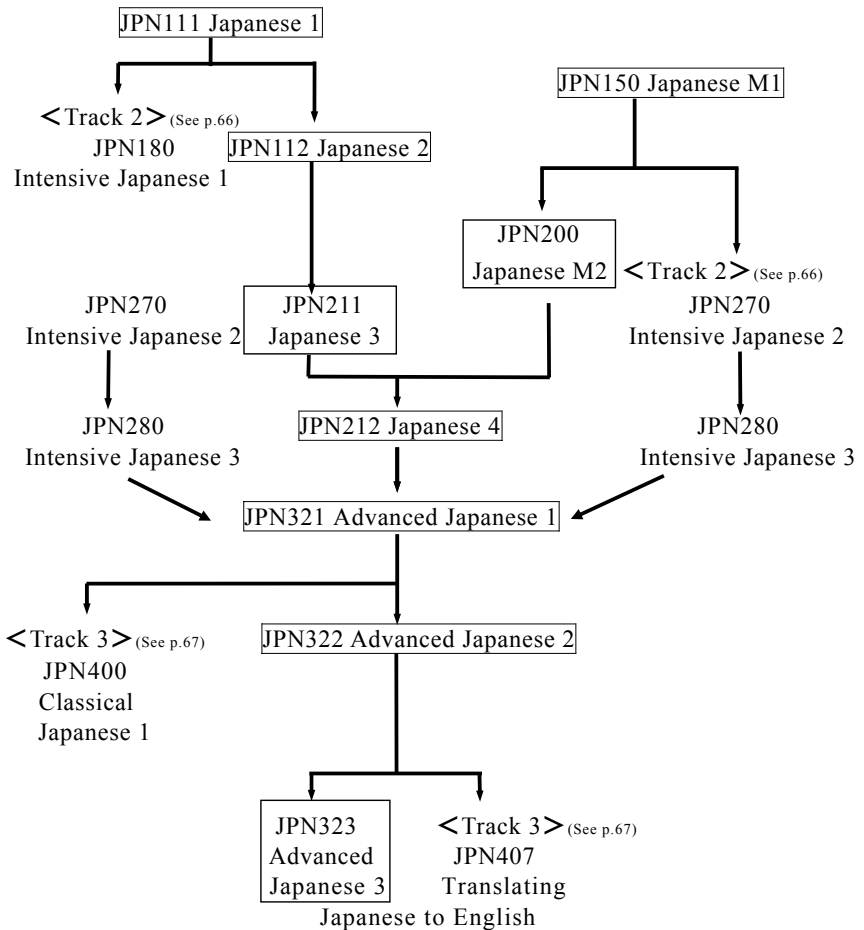 JPN111 Japanese 1
JPN150 Japanese M1
＜Track 2＞(See p.66)
JPN180
Intensive Japanese 1
JPN112 Japanese 2
JPN200
Japanese M2
＜Track 2＞(See p.66)
JPN270
Intensive Japanese 2
JPN270
Intensive Japanese 2
JPN211
Japanese 3
JPN280
Intensive Japanese 3
JPN212 Japanese 4
JPN280
Intensive Japanese 3
JPN321 Advanced Japanese 1
＜Track 3＞(See p.67)
JPN400
Classical
Japanese 1
JPN322 Advanced Japanese 2
JPN323
Advanced
Japanese 3
＜Track 3＞(See p.67)
JPN407
Translating
Japanese to English